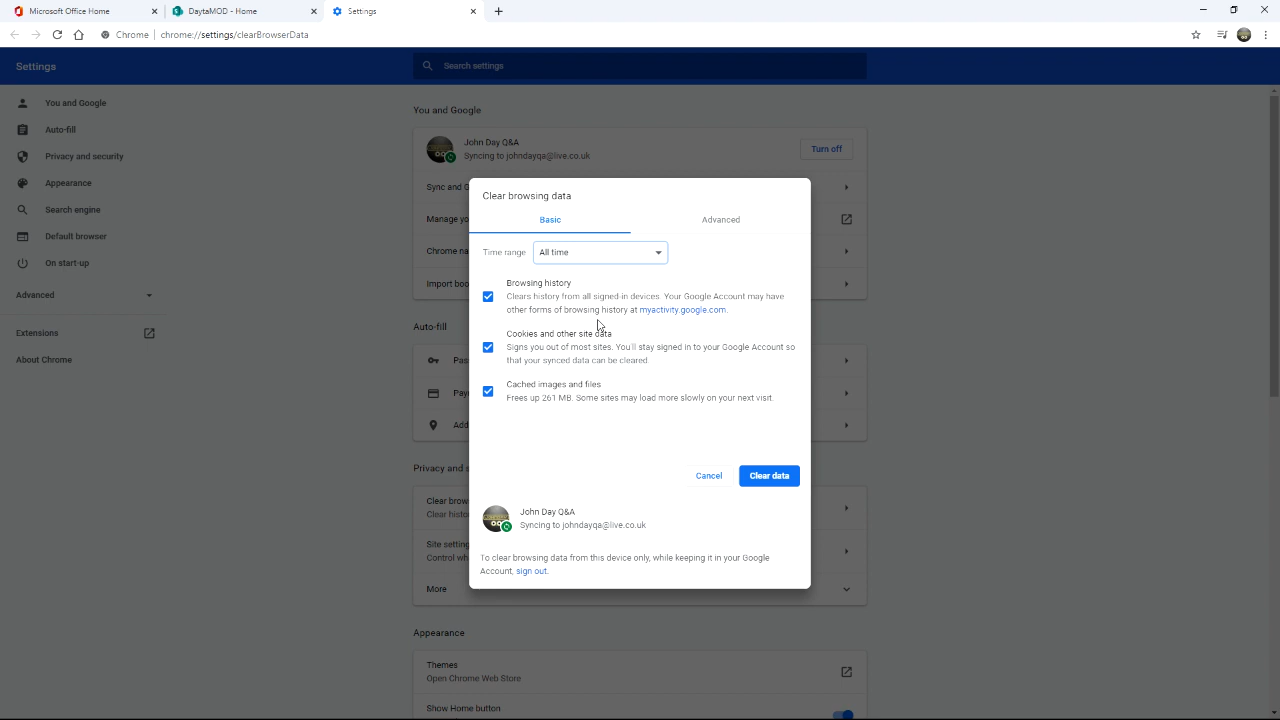 Microsoft Office Home
DaytaMOD - Home
Settings
Chrome | chrome://settings/clearBrowserData
Settings
Search settings
You and Google
Auto-fill
Privacy and security
Appearance
Search engine
Default browser
On start-up
Advanced
Extensions
About Chrome
You and Google
John Day Q&A
Syncing to johndayqa@live.co.uk
Turn off
Sync and G
Manage yo
Chrome na
Import boo
Auto-fill
Pas
Pay
Add
Privacy and s
Clear brow
Clear histor
Site setting
Control wh
More
Appearance
Themes
Open Chrome Web Store
Show Home button
Clear browsing data
Basic
Advanced
Time range
All time
Browsing history
Clears history from all signed-in devices. Your Google Account may have
other forms of browsing history at myactivity.google.com.
Cookies and other site data
Signs you out of most sites. You'll stay signed in to your Google Account so
that your synced data can be cleared.
Cached images and files
Frees up 261 MB. Some sites may load more slowly on your next visit.
Cancel
Clear data
John Day Q&A
Syncing to johndayqa@live.co.uk
To clear browsing data from this device only, while keeping it in your Google
Account, sign out.